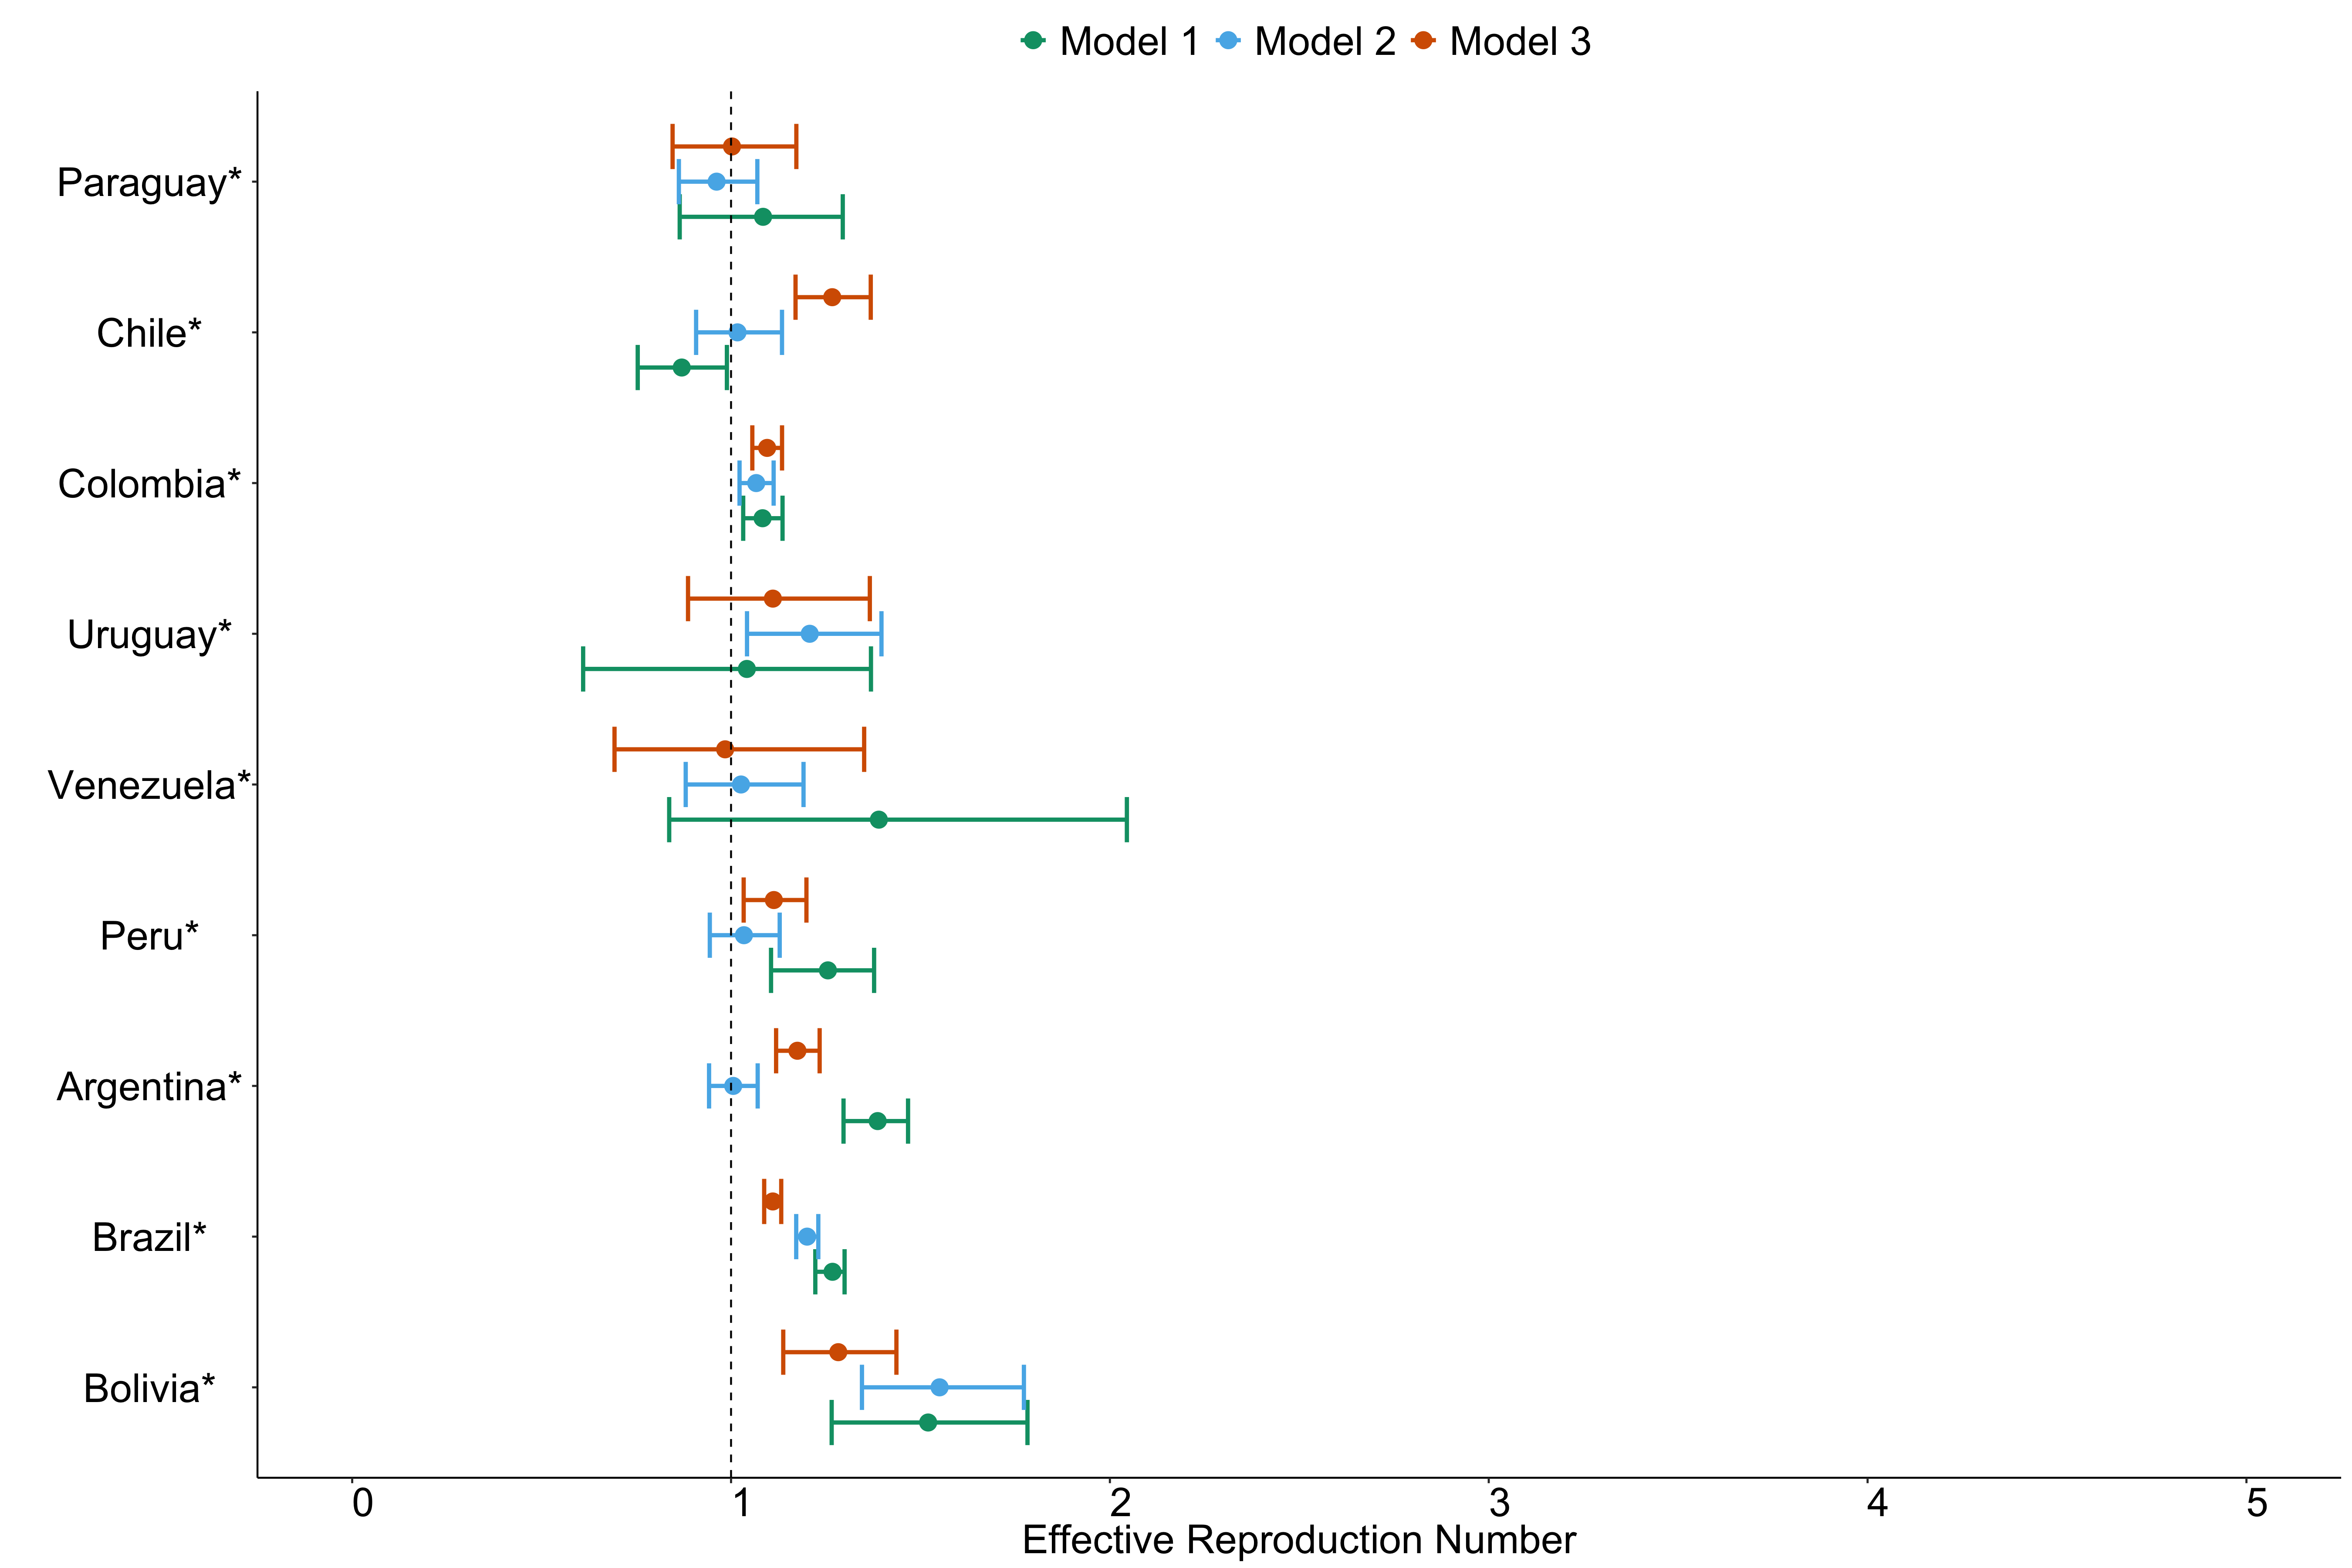 Model 1 Model 2 Model 3
Paraguay*
Chile*
Colombia*
Uruguay*
Venezuela*
Peru*
Argentina*
Brazil*
Bolivia*
0 1 2 3 4 5
Effective Reproduction Number